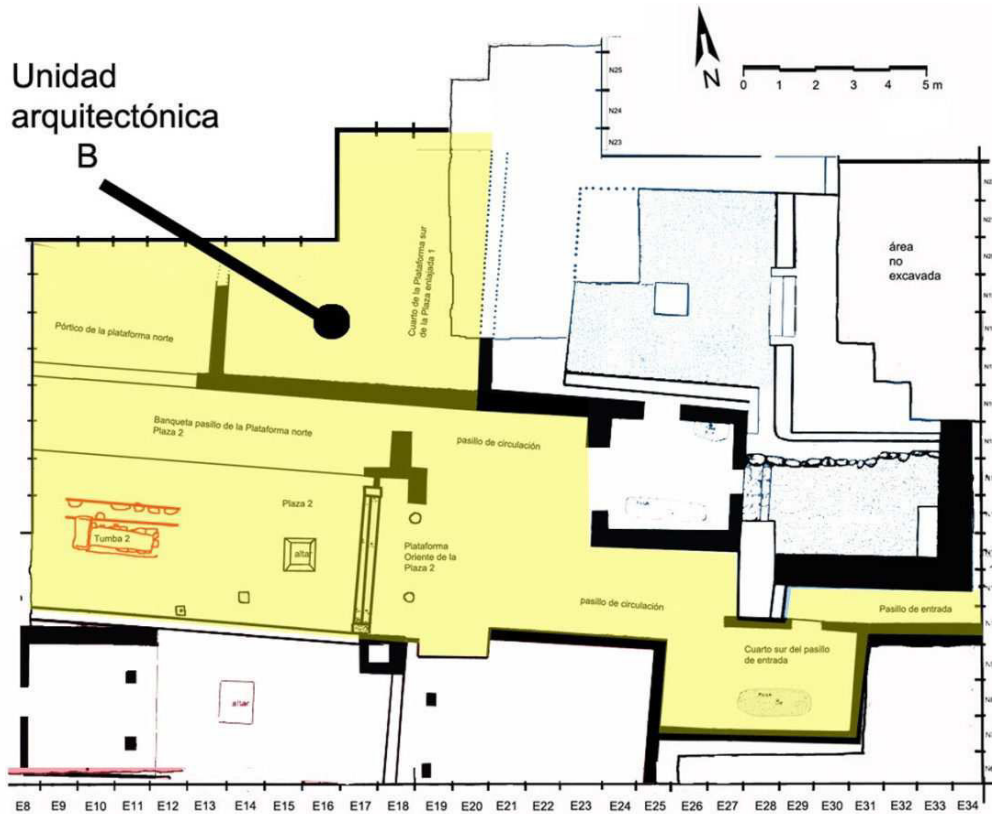 Unidad
arquitectónica
B
N
0 1 2 3 4 5 m
N25
N24
N23
área
no
excavada
Cuarto de la Plataforma sur
de la Plaza enlajada 1
Pórtico de la plataforma norte
Banqueta pasillo de la Plataforma norte
Plaza 2
pasillo de circulación
Plaza 2
Tumba 2
altar
Plataforma
Oriente de la
Plaza 2
pasillo de circulación
Pasillo de entrada
Cuarto sur del pasillo
de entrada
altar
E8 E9 E10 E11 E12 E13 E14 E15 E16 E17 E18 E19 E20 E21 E22 E23 E24 E25 E26 E27 E28 E29 E30 E31 E32 E33 E34